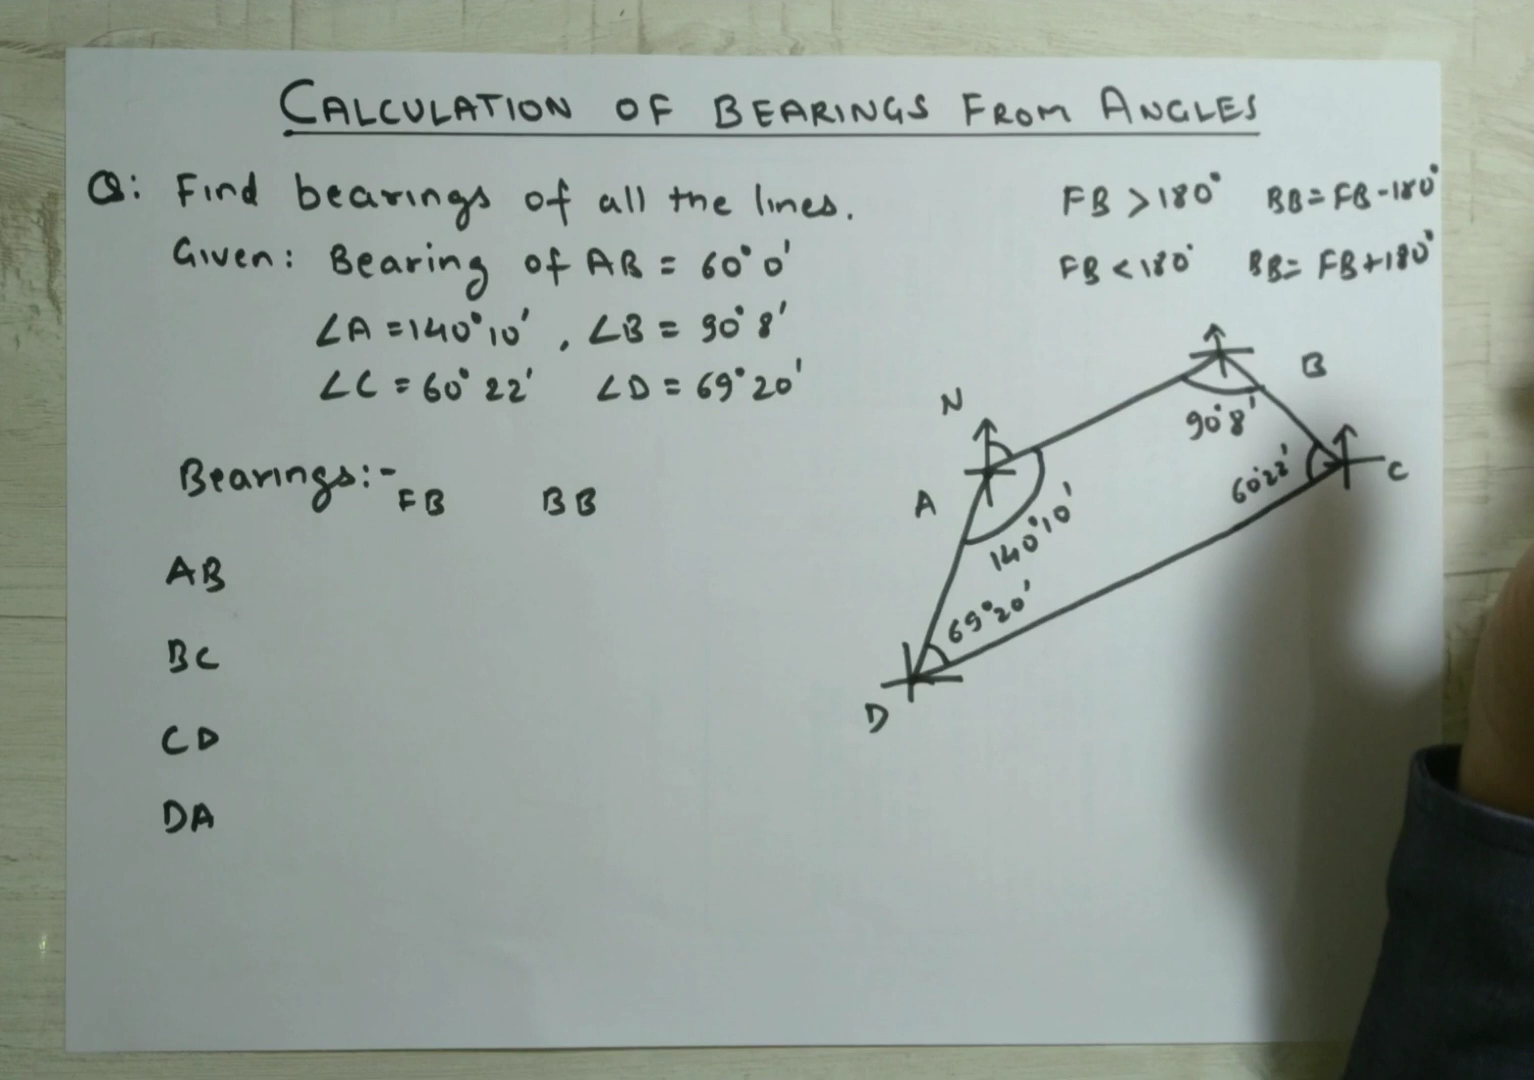 CALCULATION OF BEARINGS FROM ANGLES
Q: Find bearings of all the lines.
Given: Bearing of AB = 60° 0'
∠A = 140° 10' , ∠B = 90° 8'
∠C = 60° 22' ∠D = 69° 20'
FB > 180° BB = FB - 180°
FB < 180° BB = FB + 180°
Bearings:-
FB BB
AB
BC
CD
DA
N
A
B
C
D
90° 8'
60° 22'
140° 10'
69° 20'